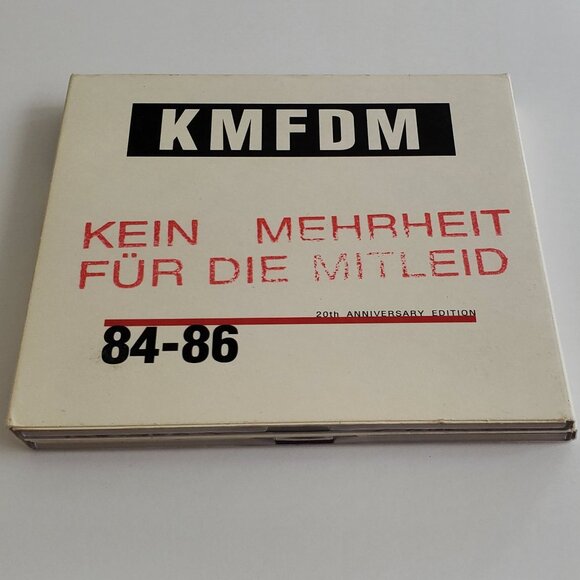 KMFDM
KEIN MEHRHEIT
FÜR DIE MITLEID
20th ANNIVERSARY EDITION
84-86